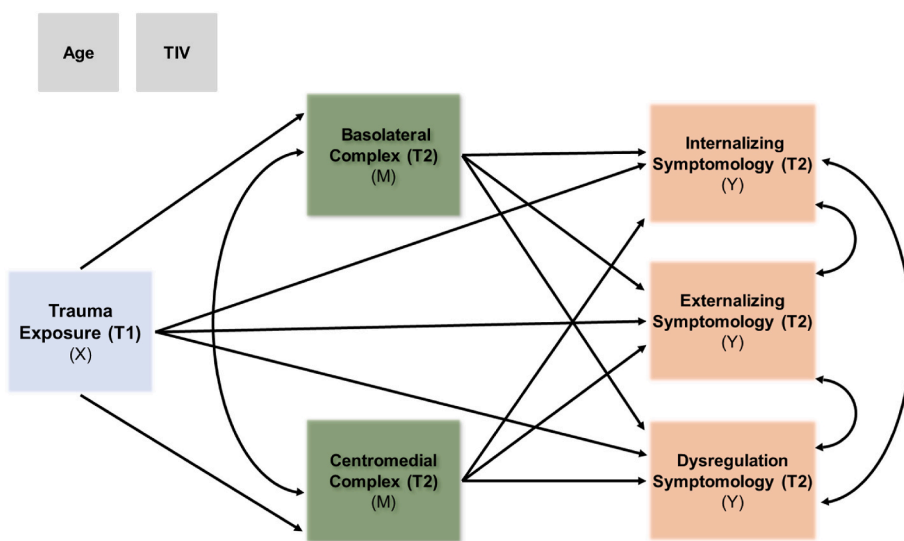 Age
TIV
Basolateral
Complex (T2)
(M)
Internalizing
Symptomology (T2)
(Y)
Trauma
Exposure (T1)
(X)
Externalizing
Symptomology (T2)
(Y)
Centromedial
Complex (T2)
(M)
Dysregulation
Symptomology (T2)
(Y)